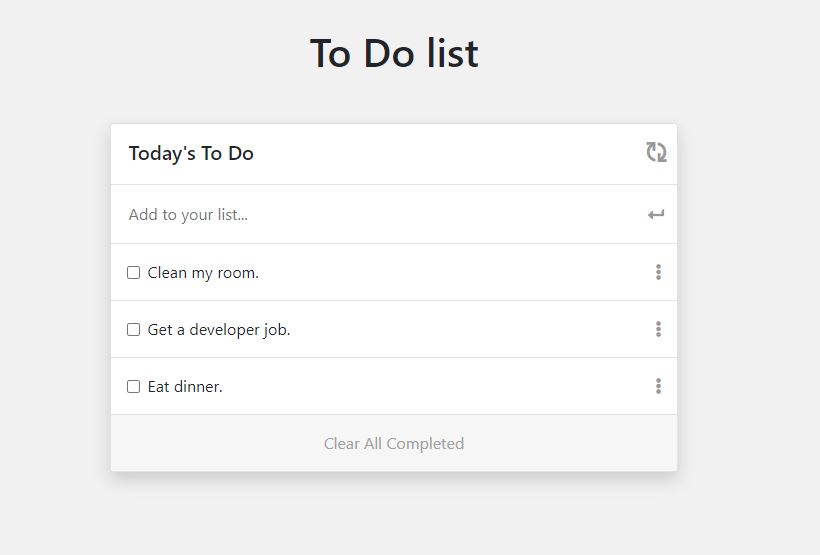 To Do list
Today's To Do
Add to your list...
Clean my room.
Get a developer job.
Eat dinner.
Clear All Completed